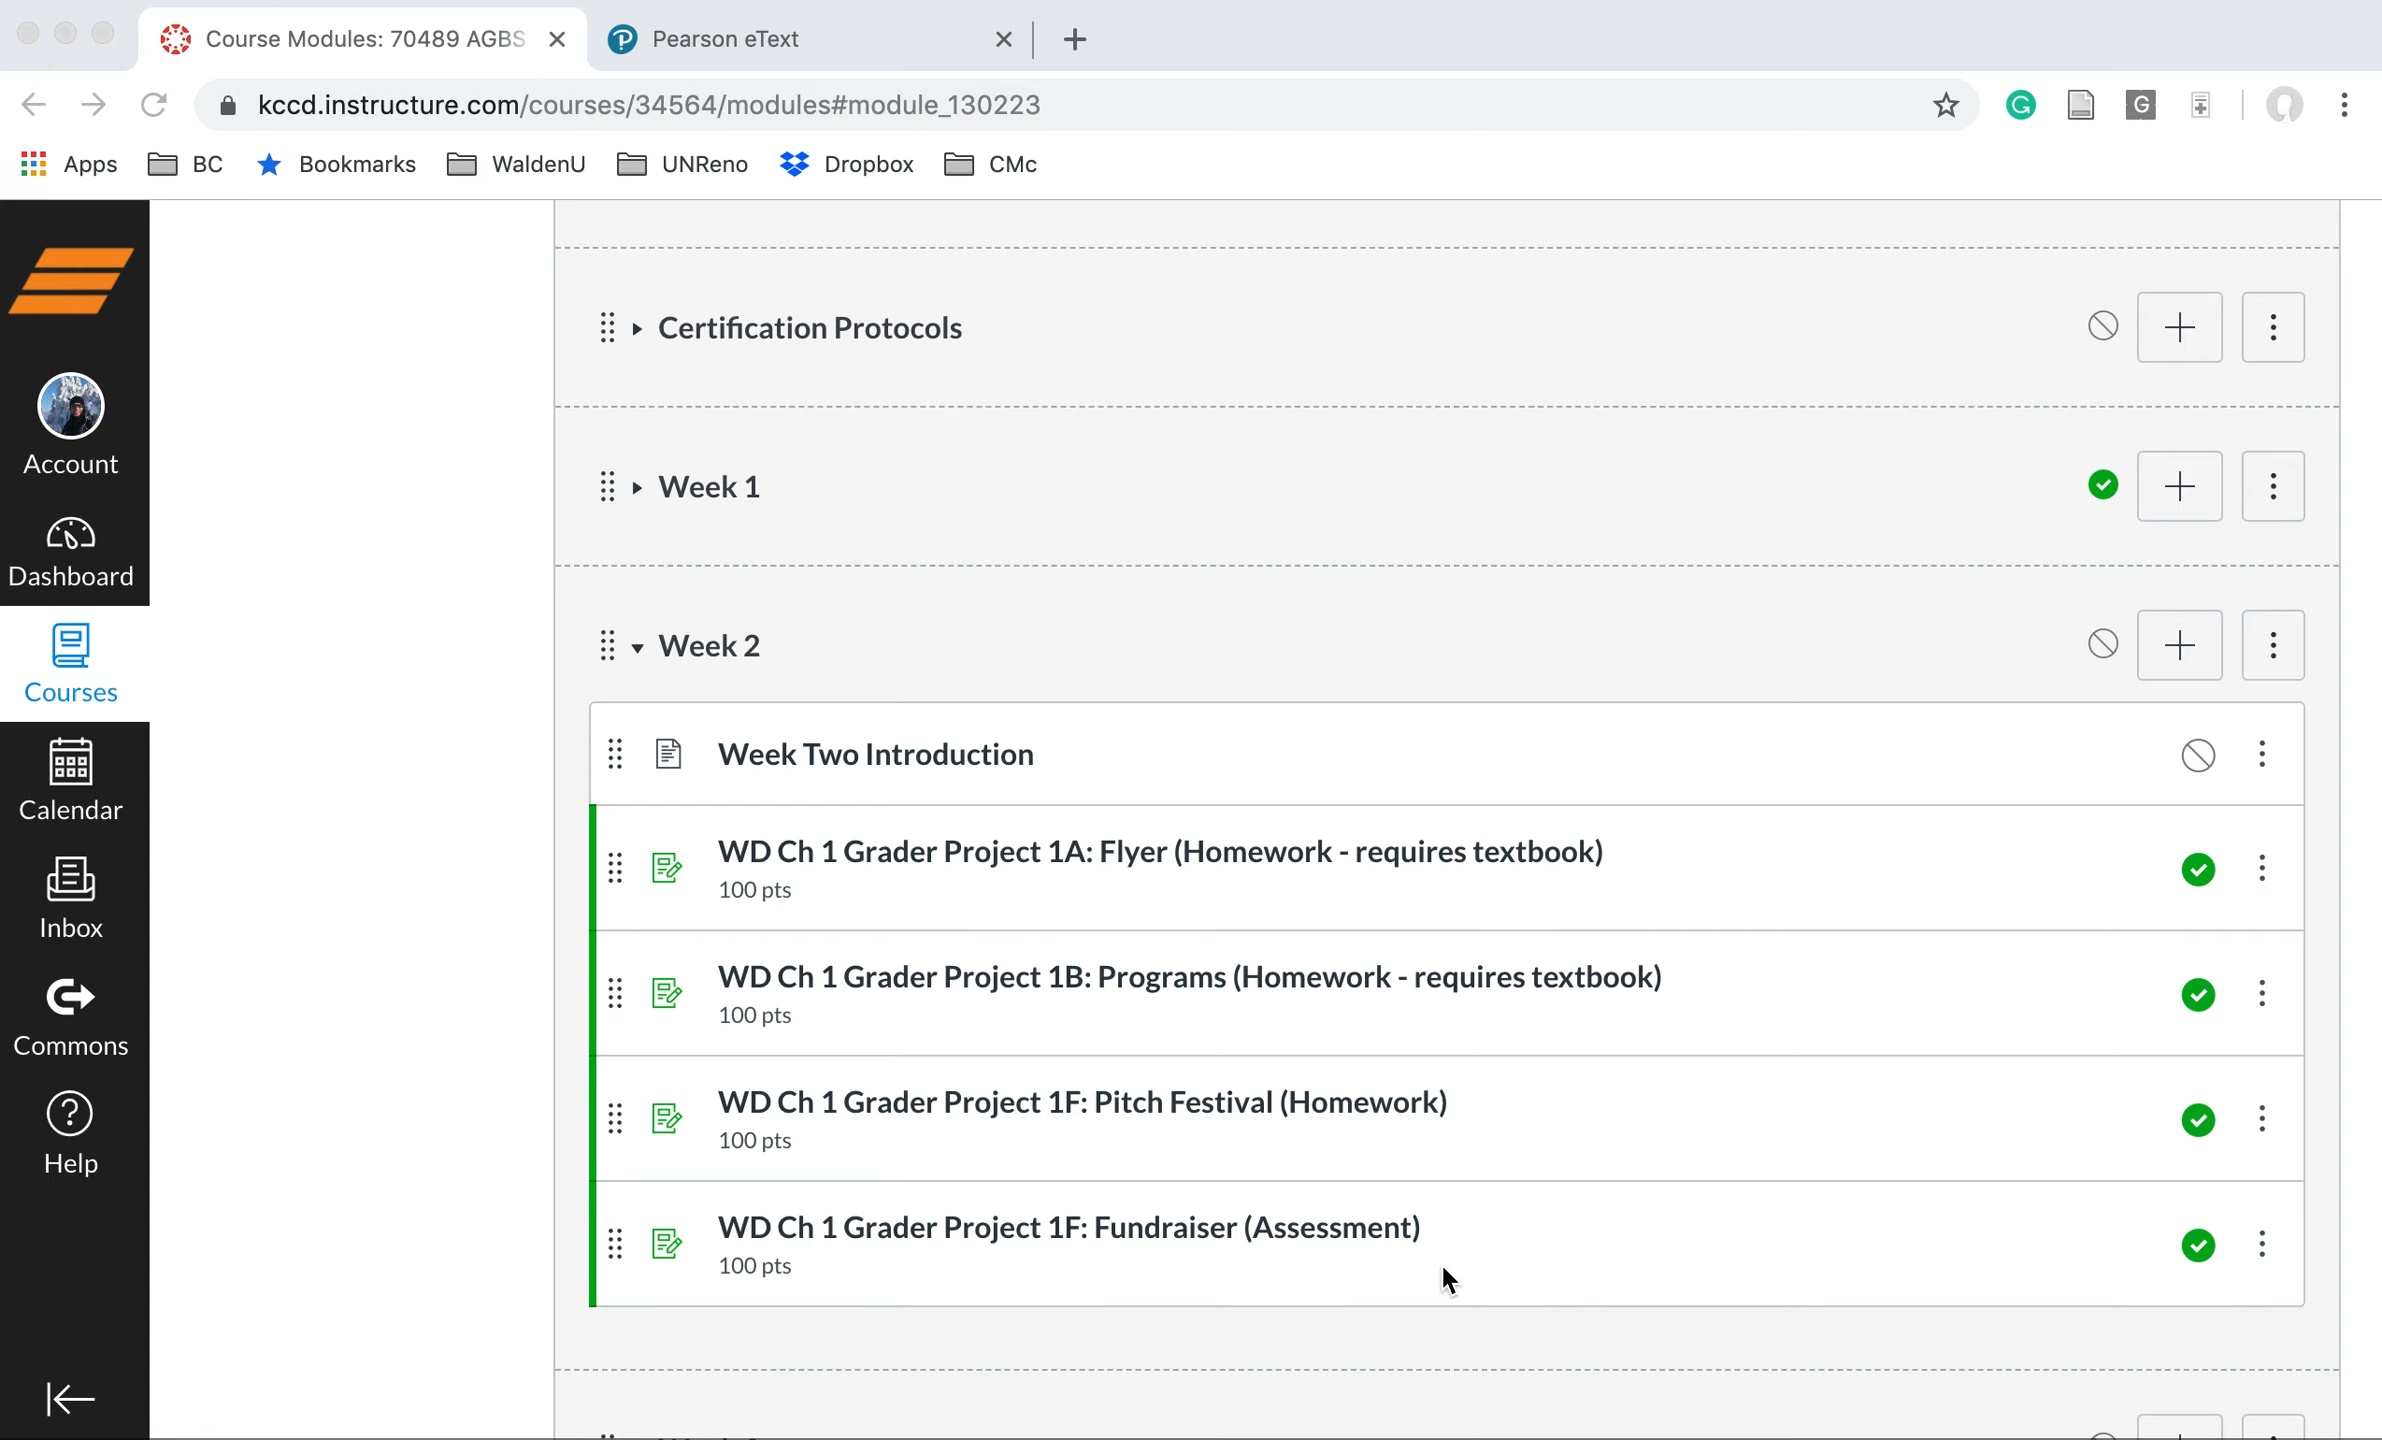 Course Modules: 70489 AGBS
Pearson eText
kccd.instructure.com/courses/34564/modules#module_130223
Apps
BC
Bookmarks
WaldenU
UNReno
Dropbox
CMc
Account
Dashboard
Courses
Calendar
Inbox
Commons
Help
Certification Protocols
Week 1
Week 2
Week Two Introduction
WD Ch 1 Grader Project 1A: Flyer (Homework - requires textbook)
100 pts
WD Ch 1 Grader Project 1B: Programs (Homework - requires textbook)
100 pts
WD Ch 1 Grader Project 1F: Pitch Festival (Homework)
100 pts
WD Ch 1 Grader Project 1F: Fundraiser (Assessment)
100 pts